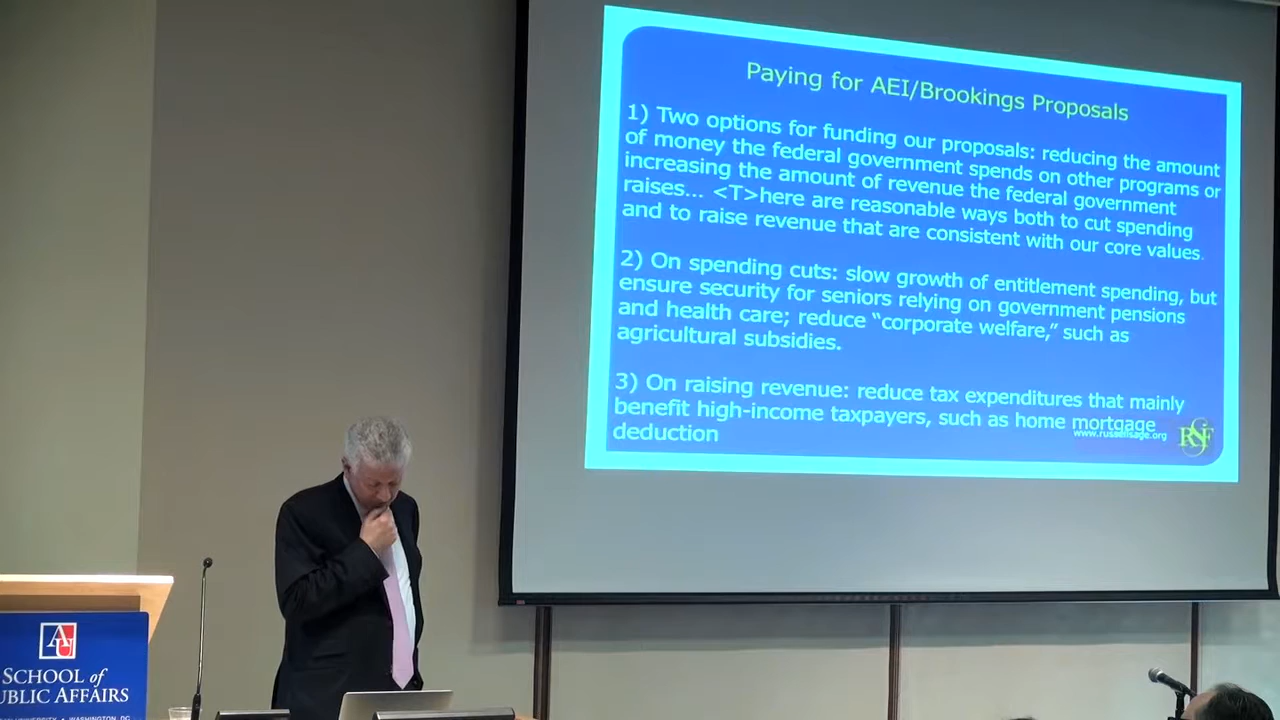 Paying for AEI/Brookings Proposals
1) Two options for funding our proposals: reducing the amount
of money the federal government spends on other programs or
increasing the amount of revenue the federal government
raises... <T>here are reasonable ways both to cut spending
and to raise revenue that are consistent with our core values.
2) On spending cuts: slow growth of entitlement spending, but
ensure security for seniors relying on government pensions
and health care; reduce “corporate welfare,” such as
agricultural subsidies.
3) On raising revenue: reduce tax expenditures that mainly
benefit high-income taxpayers, such as home mortgage
deduction
www.russellsage.org
RSF
AU
SCHOOL of
PUBLIC AFFAIRS
WASHINGTON, DC